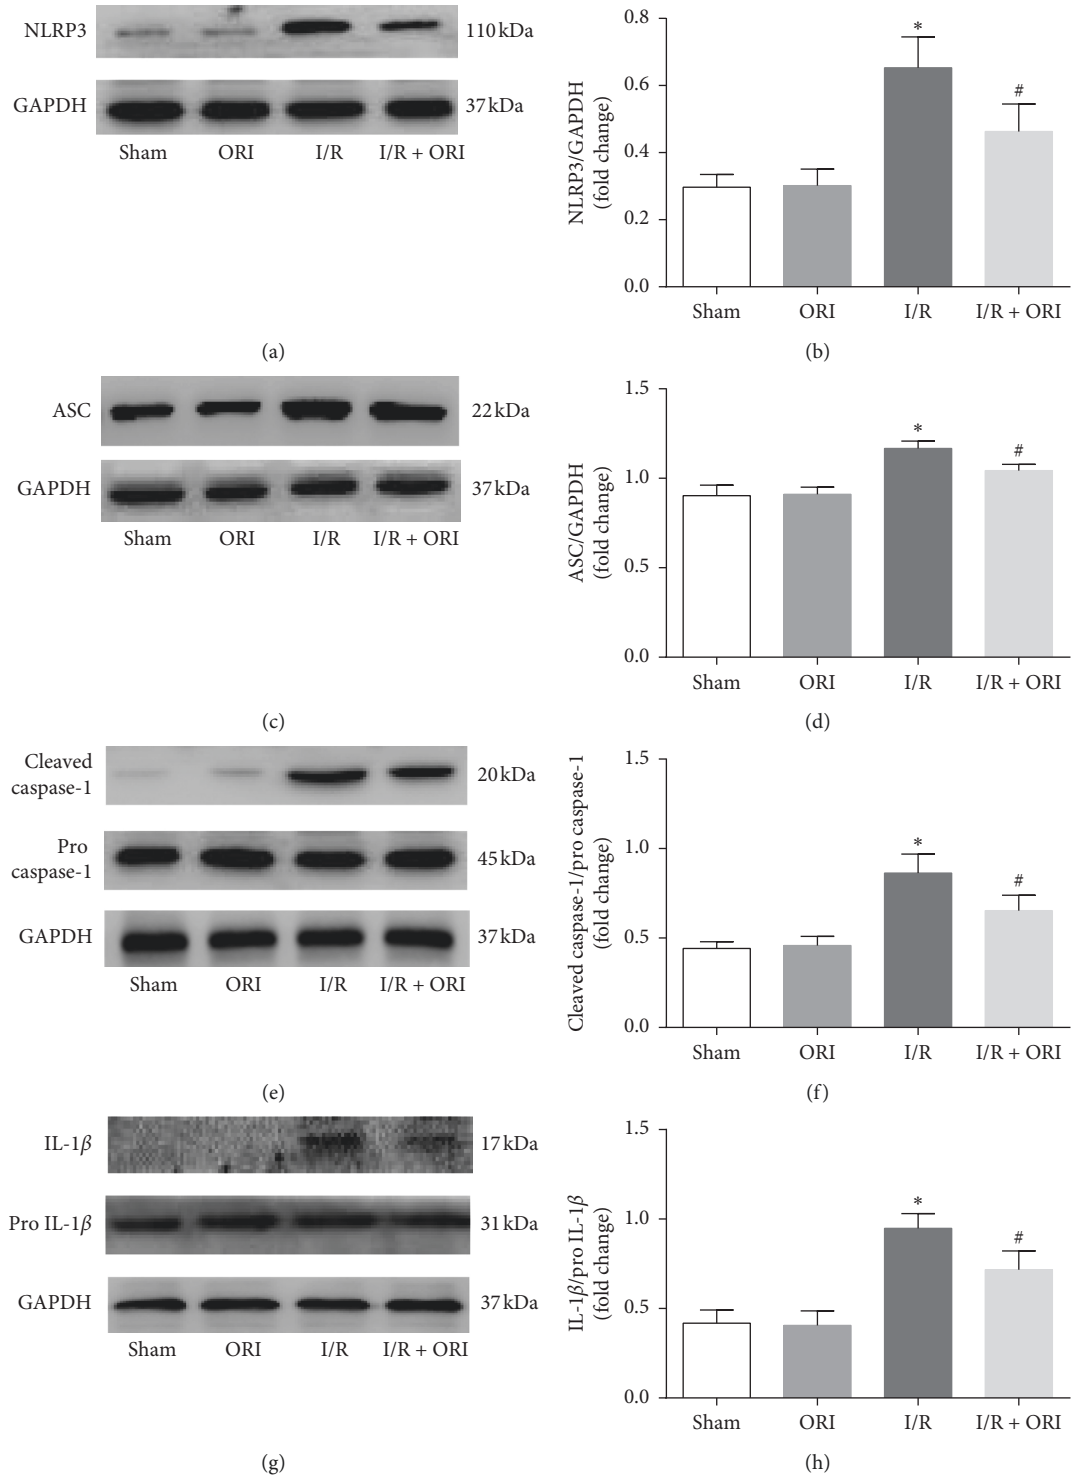 NLRP3
110 kDa
GAPDH
37 kDa
Sham ORI I/R I/R + ORI
(a)
NLRP3/GAPDH
(fold change)
0.8
0.6
0.4
0.2
0.0
*
#
Sham ORI I/R I/R + ORI
(b)
ASC
22 kDa
GAPDH
37 kDa
Sham ORI I/R I/R + ORI
(c)
ASC/GAPDH
(fold change)
1.5
1.0
0.5
0.0
*
#
Sham ORI I/R I/R + ORI
(d)
Cleaved
caspase-1
20 kDa
Pro
caspase-1
45 kDa
GAPDH
37 kDa
Sham ORI I/R I/R + ORI
(e)
Cleaved caspase-1/pro caspase-1
(fold change)
1.5
1.0
0.5
0.0
*
#
Sham ORI I/R I/R + ORI
(f)
IL-1β
17 kDa
Pro IL-1β
31 kDa
GAPDH
37 kDa
Sham ORI I/R I/R + ORI
(g)
IL-1β/pro IL-1β
(fold change)
1.5
1.0
0.5
0.0
*
#
Sham ORI I/R I/R + ORI
(h)